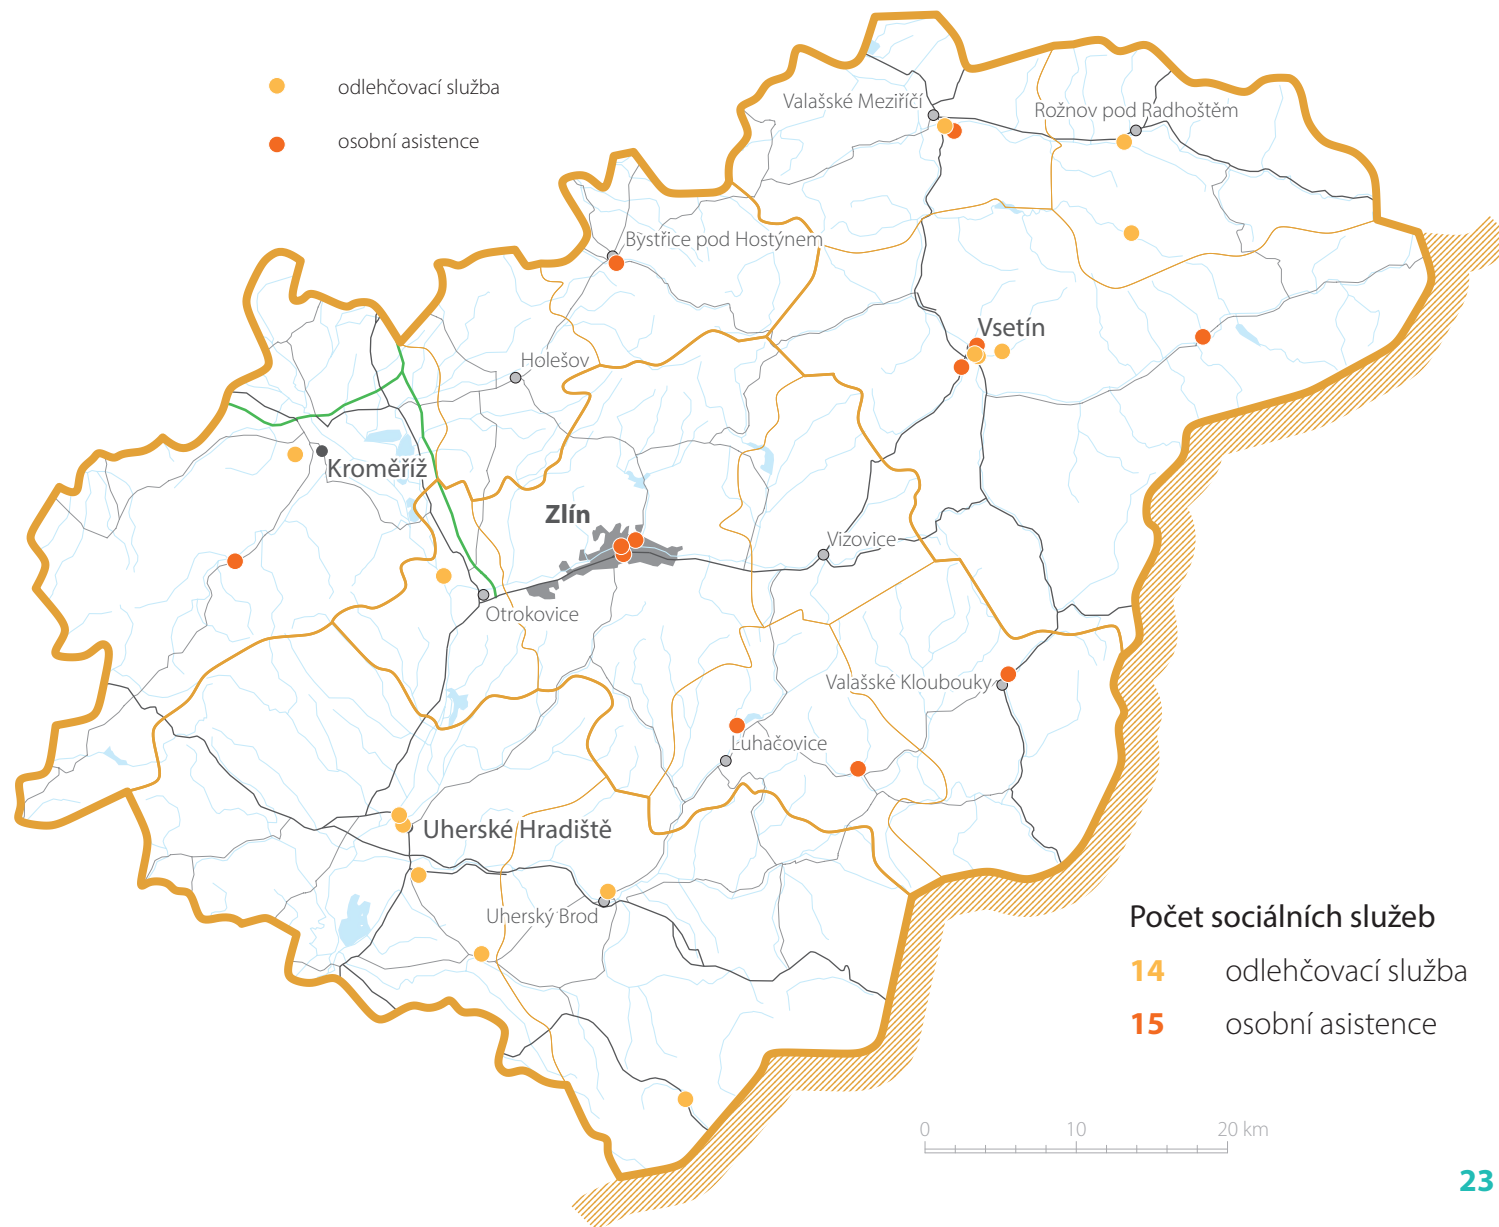 odlehčovací služba
osobní asistence
Valašské Meziříčí
Rožnov pod Radhoštěm
Bystřice pod Hostýnem
Vsetín
Holešov
Kroměříž
Zlín
Vizovice
Otrokovice
Valašské Kloubouky
Luhačovice
Uherské Hradiště
Uherský Brod
Počet sociálních služeb
14 odlehčovací služba
15 osobní asistence
0 10 20 km
23